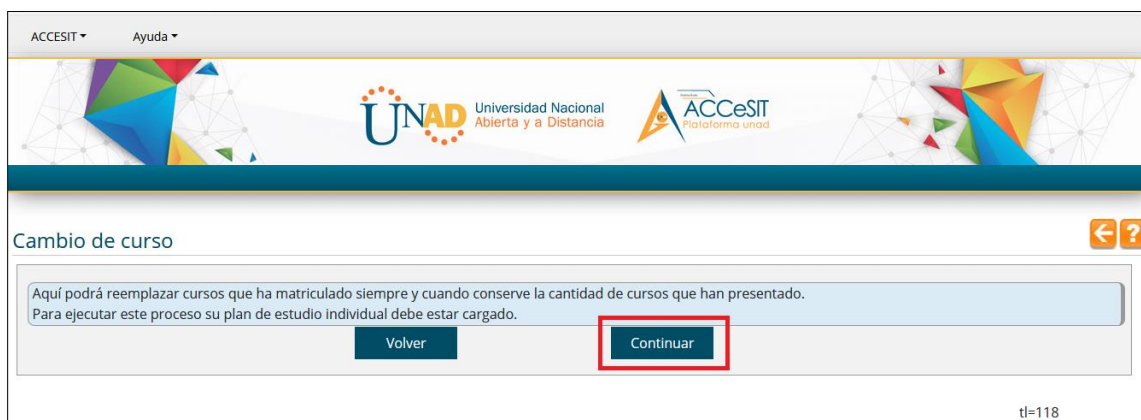 ACCESIT Ayuda
UNAD Universidad Nacional
Abierta y a Distancia
ACCeSIT
Plataforma unad
Cambio de curso
Aquí podrá reemplazar cursos que ha matriculado siempre y cuando conserve la cantidad de cursos que han presentado.
Para ejecutar este proceso su plan de estudio individual debe estar cargado.
Volver Continuar
tl=118